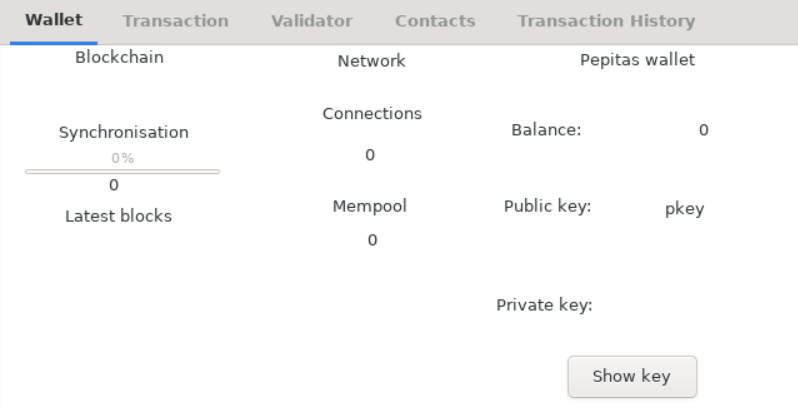 Wallet Transaction Validator Contacts Transaction History
Blockchain
Network
Pepitas wallet
Synchronisation
0%
0
Latest blocks
Connections
0
Mempool
0
Balance: 0
Public key: pkey
Private key:
Show key